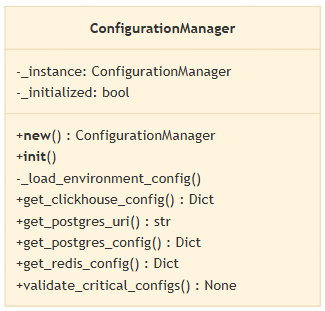 ConfigurationManager
-_instance: ConfigurationManager
-_initialized: bool
+new() : ConfigurationManager
+init()
-_load_environment_config()
+get_clickhouse_config() : Dict
+get_postgres_uri() : str
+get_postgres_config() : Dict
+get_redis_config() : Dict
+validate_critical_configs() : None